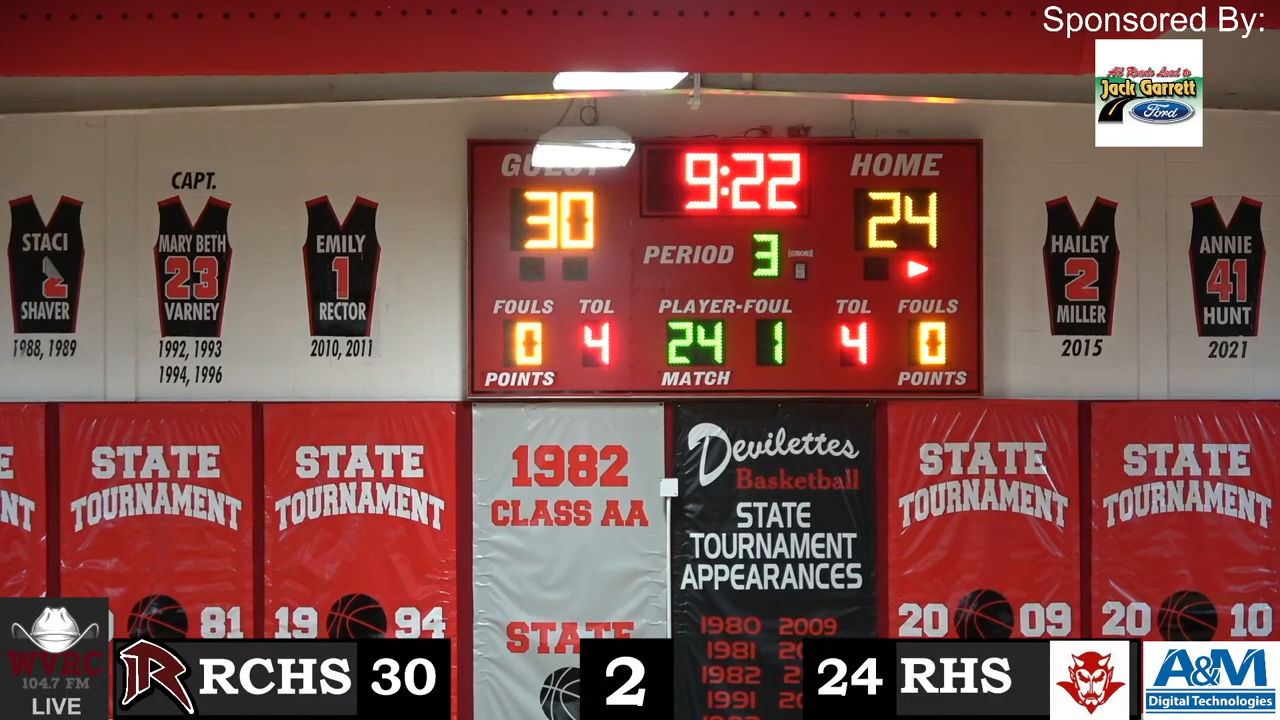 Sponsored By:
All Roads Lead to
Jack Garrett
Ford
GUEST
9:22
HOME
30
24
PERIOD 3
FOULS TOL PLAYER-FOUL TOL FOULS
0 4 24 1 4 0
POINTS MATCH POINTS
STACI
2
SHAVER
1988, 1989
CAPT.
MARY BETH
23
VARNEY
1992, 1993
1994, 1996
EMILY
1
RECTOR
2010, 2011
HAILEY
2
MILLER
2015
ANNIE
41
HUNT
2021
STATE
TOURNAMENT
81
STATE
TOURNAMENT
19 94
1982
CLASS AA
STATE
Devilettes
Basketball
STATE
TOURNAMENT
APPEARANCES
1980 2009
1981
1982
1991
STATE
TOURNAMENT
20 09
STATE
TOURNAMENT
20 10
WVRC
104.7 FM
LIVE
R RCHS 30 2 24 RHS
A&M
Digital Technologies